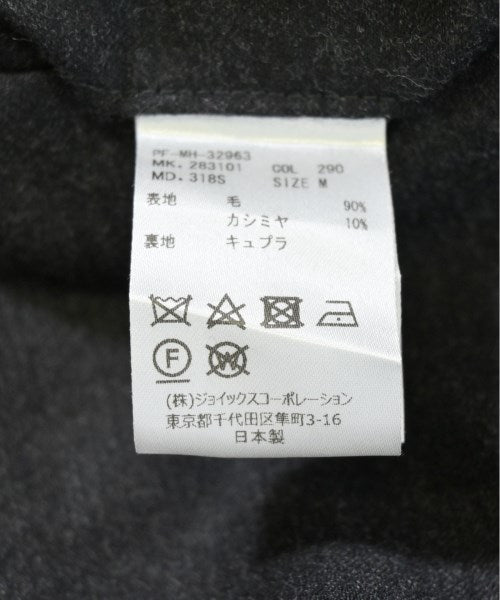 PF-MH-32963
MK. 283101 COL 290
MD. 318S SIZE M
表地 毛 90%
カシミヤ 10%
裏地 キュプラ
F W
(株)ジョイックスコーポレーション
東京都千代田区隼町3-16
日本製